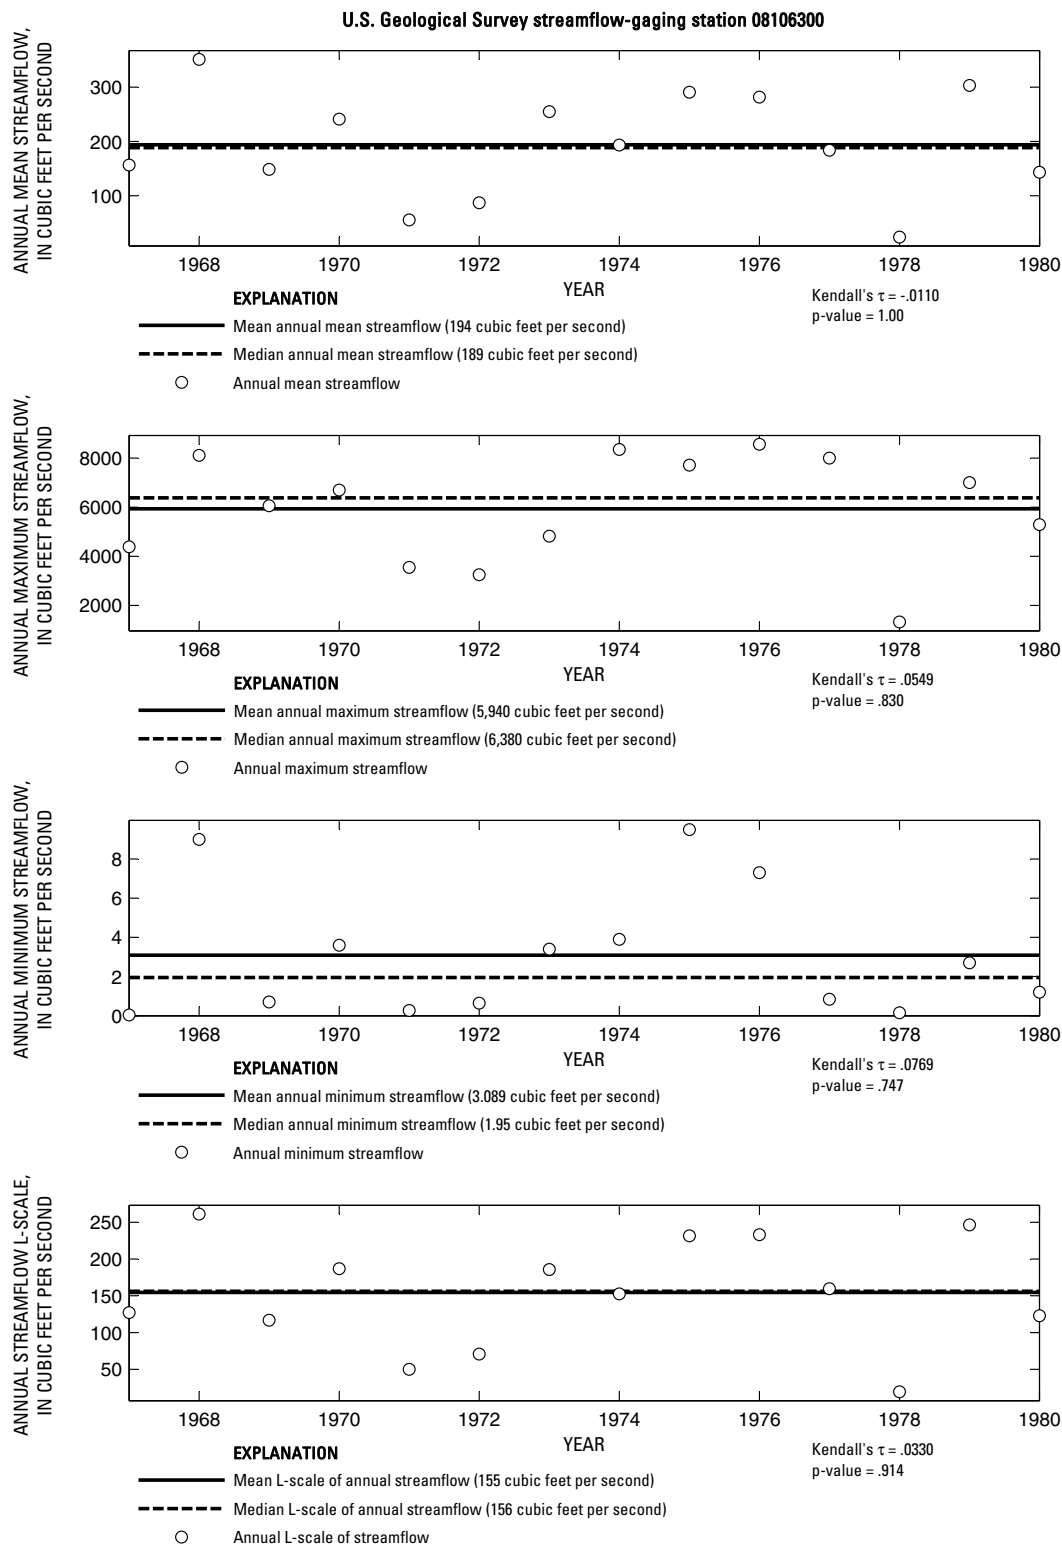 U.S. Geological Survey streamflow-gaging station 08106300
ANNUAL MEAN STREAMFLOW,
IN CUBIC FEET PER SECOND
300
200
100
1968 1970 1972 1974 1976 1978 1980
YEAR
Kendall's τ = -.0110
p-value = 1.00
EXPLANATION
Mean annual mean streamflow (194 cubic feet per second)
Median annual mean streamflow (189 cubic feet per second)
Annual mean streamflow
ANNUAL MAXIMUM STREAMFLOW,
IN CUBIC FEET PER SECOND
8000
6000
4000
2000
1968 1970 1972 1974 1976 1978 1980
YEAR
Kendall's τ = .0549
p-value = .830
EXPLANATION
Mean annual maximum streamflow (5,940 cubic feet per second)
Median annual maximum streamflow (6,380 cubic feet per second)
Annual maximum streamflow
ANNUAL MINIMUM STREAMFLOW,
IN CUBIC FEET PER SECOND
8
6
4
2
0
1968 1970 1972 1974 1976 1978 1980
YEAR
Kendall's τ = .0769
p-value = .747
EXPLANATION
Mean annual minimum streamflow (3.089 cubic feet per second)
Median annual minimum streamflow (1.95 cubic feet per second)
Annual minimum streamflow
ANNUAL STREAMFLOW L-SCALE,
IN CUBIC FEET PER SECOND
250
200
150
100
50
1968 1970 1972 1974 1976 1978 1980
YEAR
Kendall's τ = .0330
p-value = .914
EXPLANATION
Mean L-scale of annual streamflow (155 cubic feet per second)
Median L-scale of annual streamflow (156 cubic feet per second)
Annual L-scale of streamflow